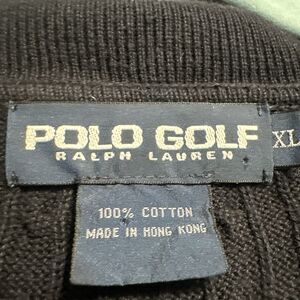 POLO GOLF
RALPH LAUREN
XL
100% COTTON
MADE IN HONG KONG